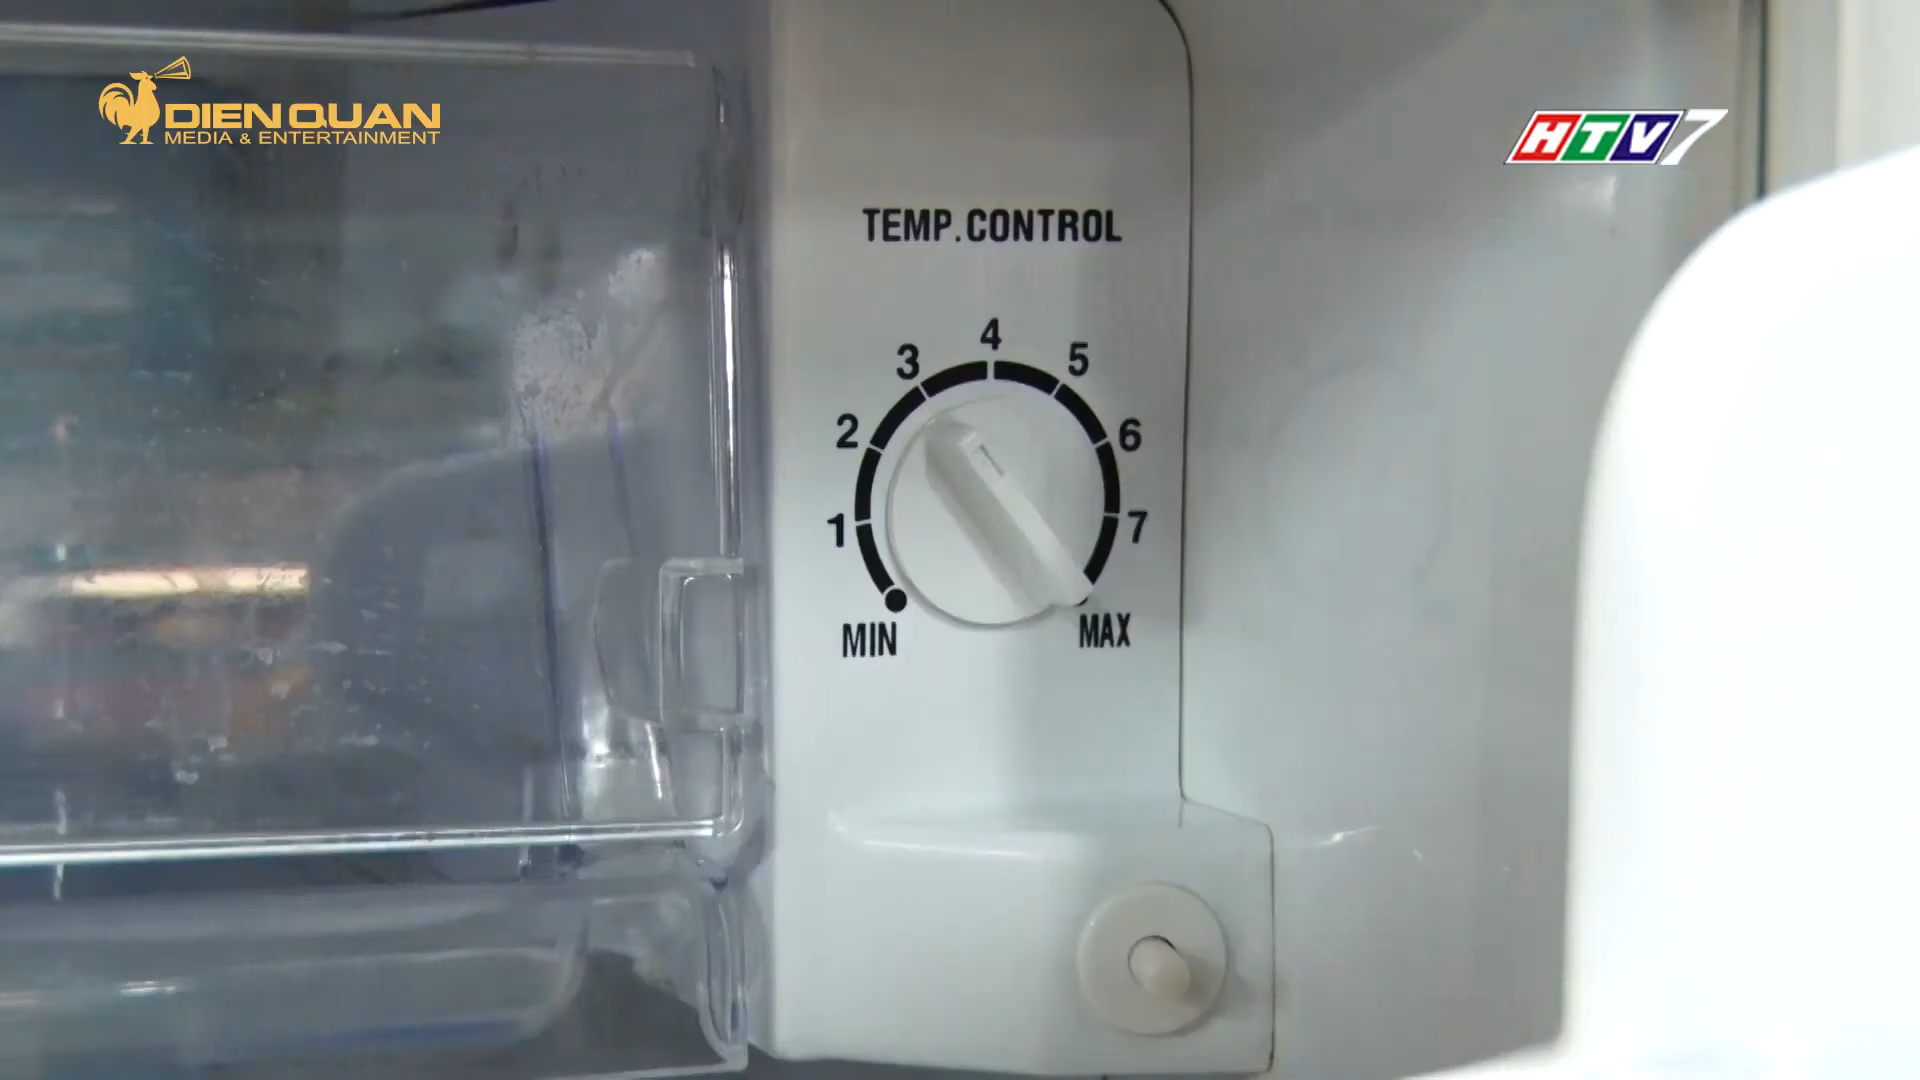 DIEN QUAN
MEDIA & ENTERTAINMENT
HTV7
TEMP.CONTROL
4
3
5
2
6
1
7
MIN
MAX